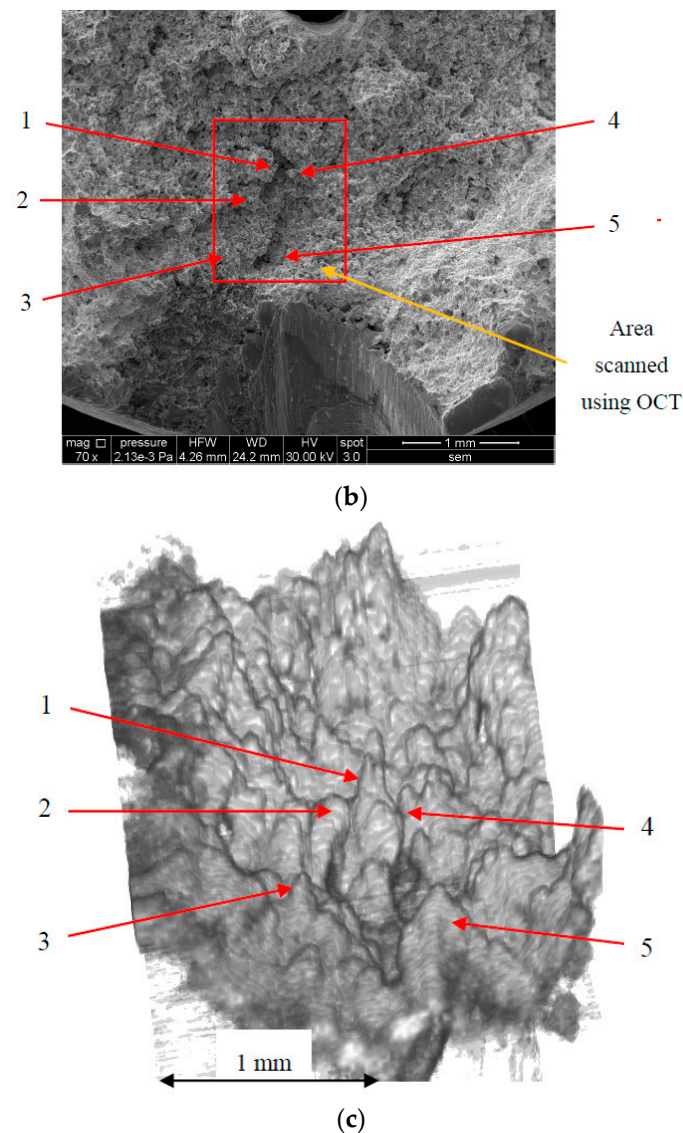 1
4
2
5
3
Area
scanned
using OCT
mag □ pressure HFW WD HV spot 1 mm
70 x 2.13e-3 Pa 4.26 mm 24.2 mm 30.00 kV 3.0 sem
(b)
1
2
4
3
5
1 mm
(c)